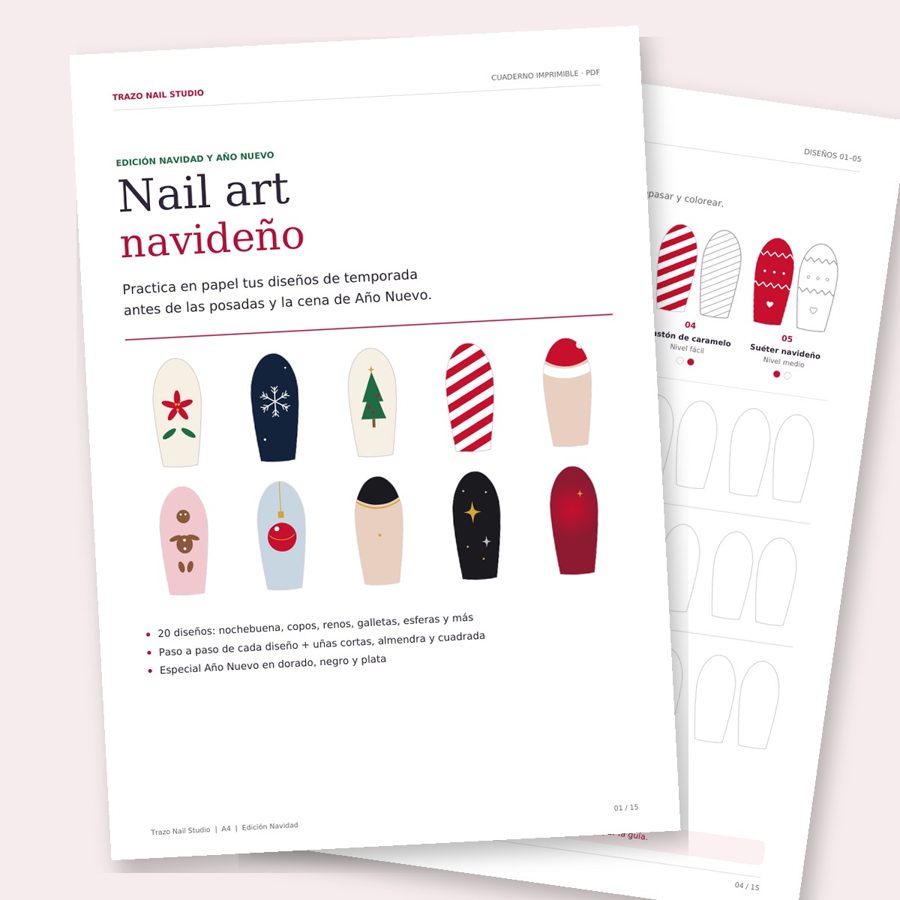 TRAZO NAIL STUDIO
CUADERNO IMPRIMIBLE · PDF
EDICIÓN NAVIDAD Y AÑO NUEVO
Nail art
navideño
Practica en papel tus diseños de temporada
antes de las posadas y la cena de Año Nuevo.
• 20 diseños: nochebuena, copos, renos, galletas, esferas y más
• Paso a paso de cada diseño + uñas cortas, almendra y cuadrada
• Especial Año Nuevo en dorado, negro y plata
Trazo Nail Studio | A4 | Edición Navidad
01 / 15
DISEÑOS 01–05
y colorear.
04
de caramelo
Nivel fácil
05
Suéter navideño
Nivel medio
la guía.
04 / 15